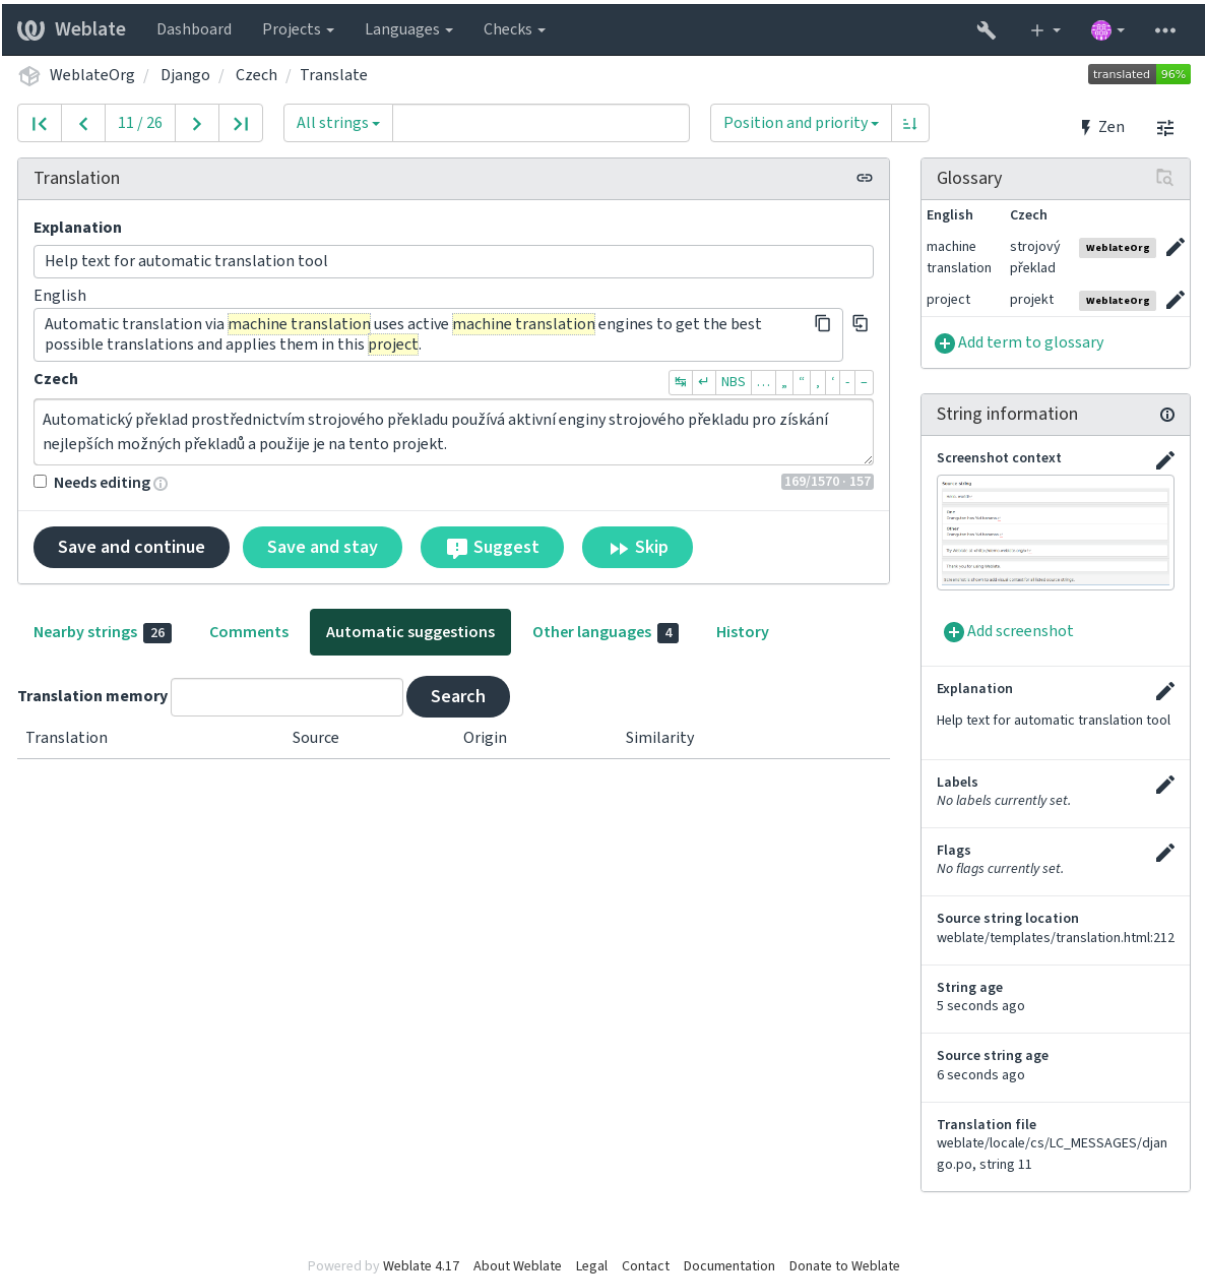 Weblate Dashboard Projects Languages Checks
WeblateOrg / Django / Czech / Translate
translated 96%
11 / 26 All strings Position and priority Zen
Translation
Explanation
Help text for automatic translation tool
English
Automatic translation via machine translation uses active machine translation engines to get the best
possible translations and applies them in this project.
Czech
NBS … „ “ ‚ ‘ - –
Automatický překlad prostřednictvím strojového překladu používá aktivní enginy strojového překladu pro získání
nejlepších možných překladů a použije je na tento projekt.
Needs editing
169/1570 · 157
Save and continue Save and stay Suggest Skip
Nearby strings 26 Comments Automatic suggestions Other languages 4 History
Translation memory Search
Translation Source Origin Similarity
Glossary
English Czech
machine translation strojový překlad WeblateOrg
project projekt WeblateOrg
Add term to glossary
String information
Screenshot context
Add screenshot
Explanation
Help text for automatic translation tool
Labels
No labels currently set.
Flags
No flags currently set.
Source string location
weblate/templates/translation.html:212
String age
5 seconds ago
Source string age
6 seconds ago
Translation file
weblate/locale/cs/LC_MESSAGES/djan
go.po, string 11
Powered by Weblate 4.17 About Weblate Legal Contact Documentation Donate to Weblate